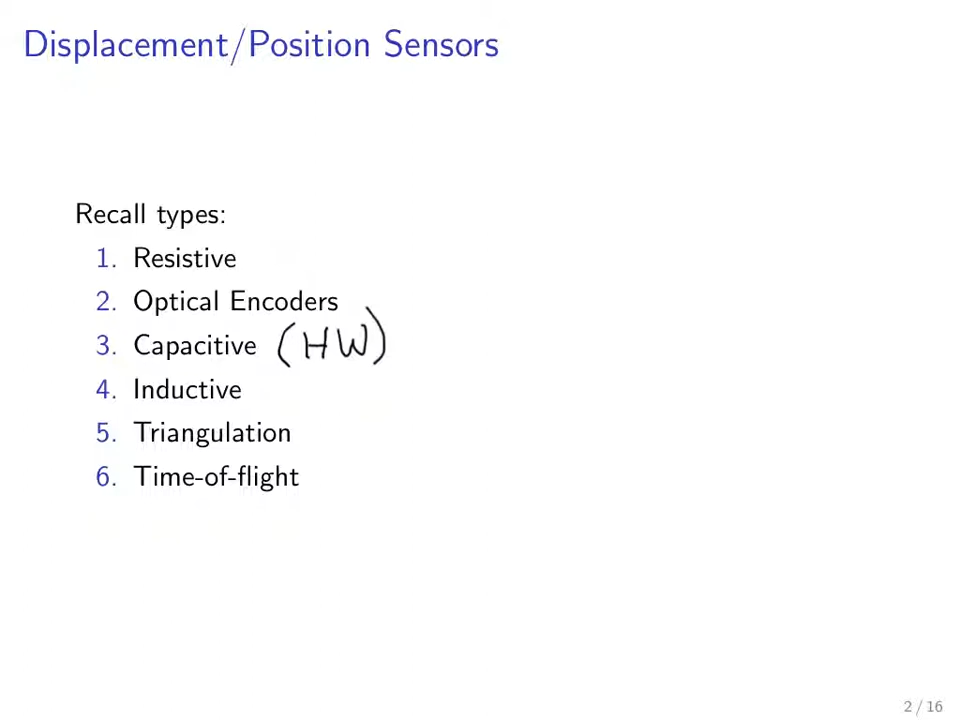 Displacement/Position Sensors
Recall types:
1. Resistive
2. Optical Encoders
3. Capacitive (HW)
4. Inductive
5. Triangulation
6. Time-of-flight
2 / 16